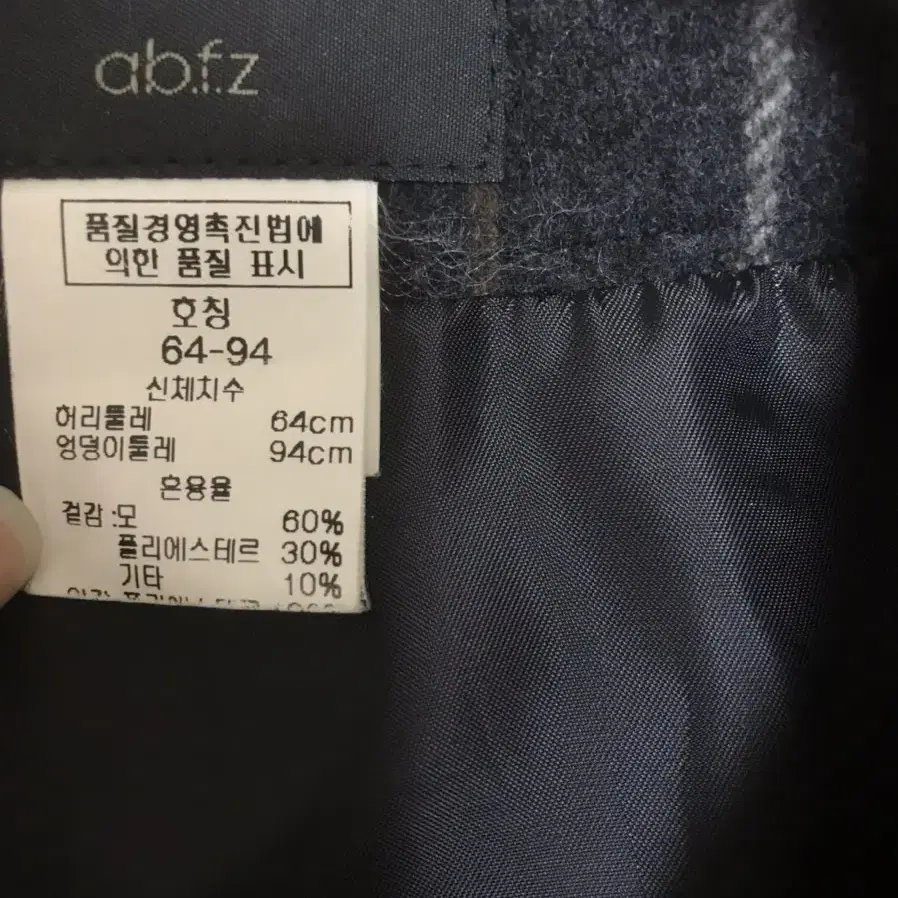 ab.f.z
품질경영촉진법에
의한 품질 표시
호칭
64-94
신체치수
허리둘레 64cm
엉덩이둘레 94cm
혼용율
겉감 :모 60%
폴리에스테르 30%
기타 10%